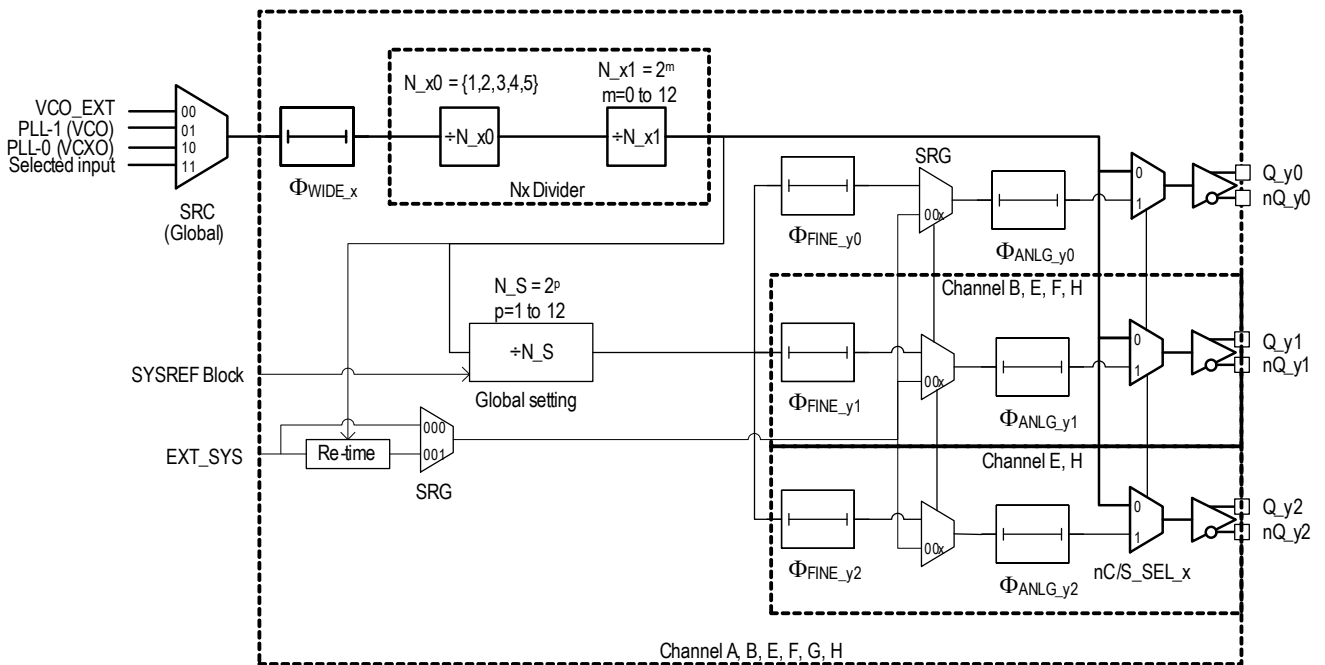 N_x0 = {1,2,3,4,5}
N_x1 = 2ᵐ
m=0 to 12
VCO_EXT
PLL-1 (VCO)
PLL-0 (VCXO)
Selected input
00
01
10
11
÷N_x0
÷N_x1
SRC
(Global)
ΦWIDE_x
Nx Divider
SRG
00x
0
1
Q_y0
nQ_y0
ΦFINE_y0
ΦANLG_y0
N_S = 2ᵖ
p=1 to 12
÷N_S
Global setting
SYSREF Block
Channel B, E, F, H
00x
0
1
Q_y1
nQ_y1
ΦFINE_y1
ΦANLG_y1
EXT_SYS
Re-time
000
001
SRG
Channel E, H
00x
0
1
Q_y2
nQ_y2
ΦFINE_y2
ΦANLG_y2
nC/S_SEL_x
Channel A, B, E, F, G, H